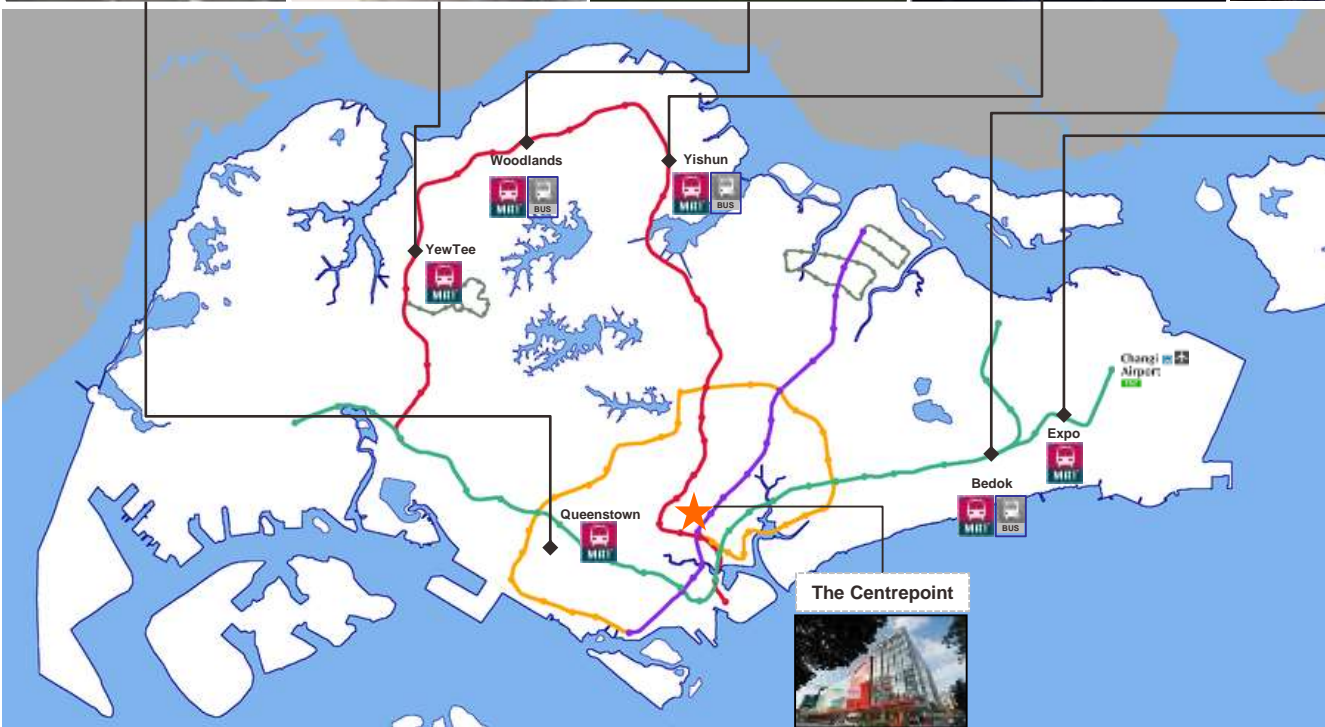 Woodlands
MRT
BUS
Yishun
MRT
BUS
YewTee
MRT
Changi
Airport
Expo
MRT
Bedok
MRT
BUS
Queenstown
MRT
The Centrepoint